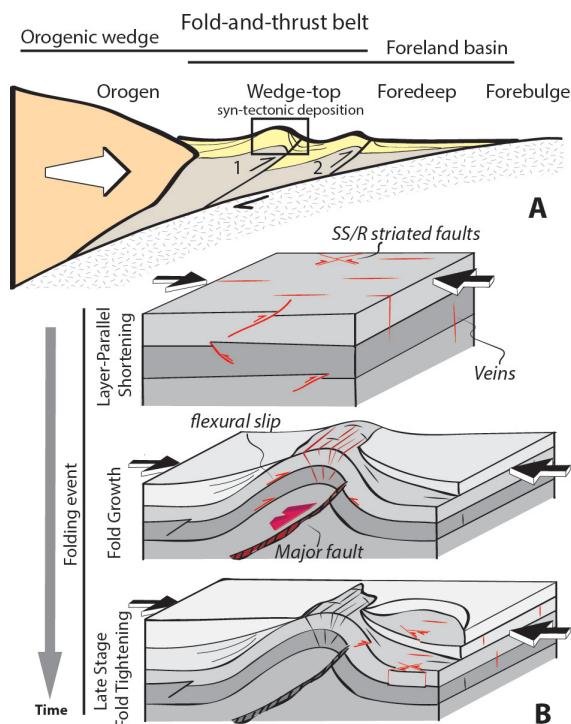 Fold-and-thrust belt
Orogenic wedge
Foreland basin
Orogen
Wedge-top
syn-tectonic deposition
Foredeep
Forebulge
1
2
A
SS/R striated faults
Layer-Parallel
Shortening
Veins
flexural slip
Folding event
Fold Growth
Major fault
Late Stage
Fold Tightening
Time
B